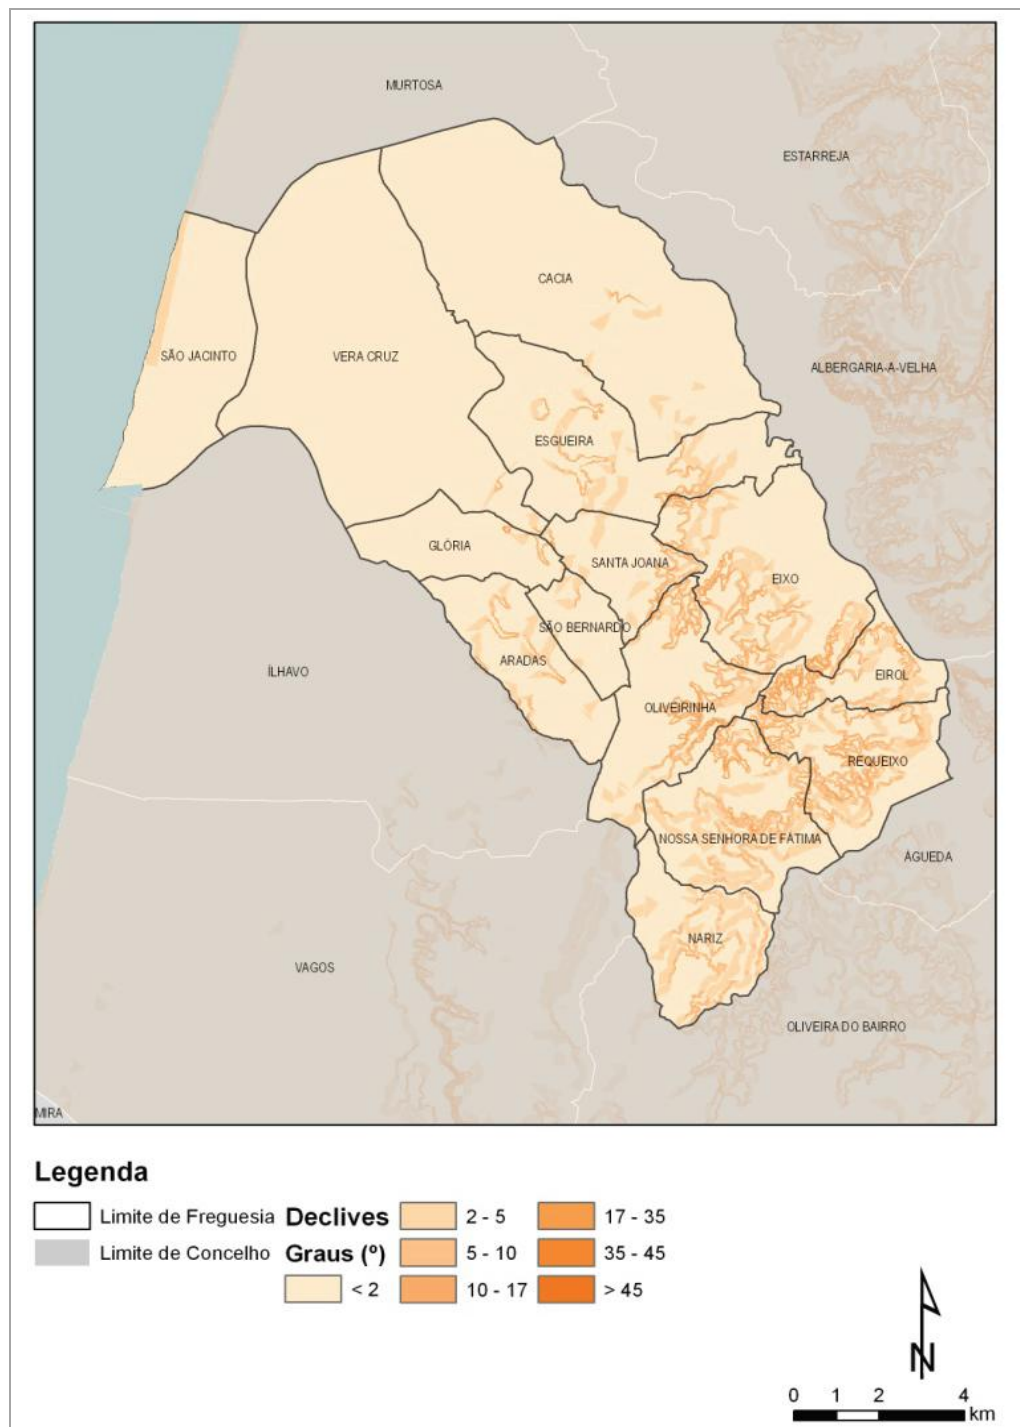 MURTOSA
ESTARREJA
CACIA
SÃO JACINTO
VERA CRUZ
ALBERGARIA-A-VELHA
ESGUEIRA
GLÓRIA
SANTA JOANA
EIXO
SÃO BERNARDO
ARADAS
ÍLHAVO
EIROL
OLIVEIRINHA
REQUEIXO
NOSSA SENHORA DE FÁTIMA
ÁGUEDA
NARIZ
VAGOS
OLIVEIRA DO BAIRRO
MIRA
Legenda
Limite de Freguesia
Limite de Concelho
Declives
Graus (º)
< 2
2 - 5
5 - 10
10 - 17
17 - 35
35 - 45
> 45
N
0 1 2 4
km